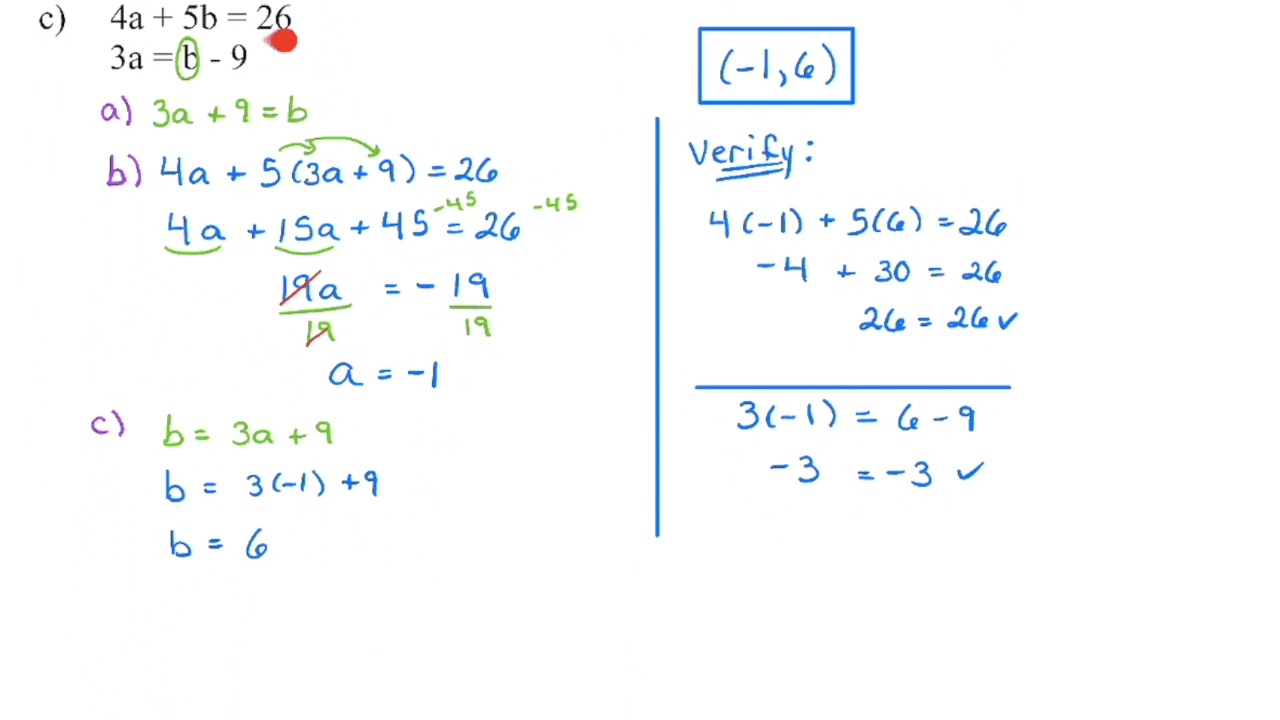 c) 4a + 5b = 26
3a = b - 9
a) 3a + 9 = b
b) 4a + 5(3a + 9) = 26
4a + 15a + 45 -45 = 26 -45
19a = -19
19 19
a = -1
c) b = 3a + 9
b = 3(-1) + 9
b = 6
(-1, 6)
Verify:
4(-1) + 5(6) = 26
-4 + 30 = 26
26 = 26 ✓
3(-1) = 6 - 9
-3 = -3 ✓